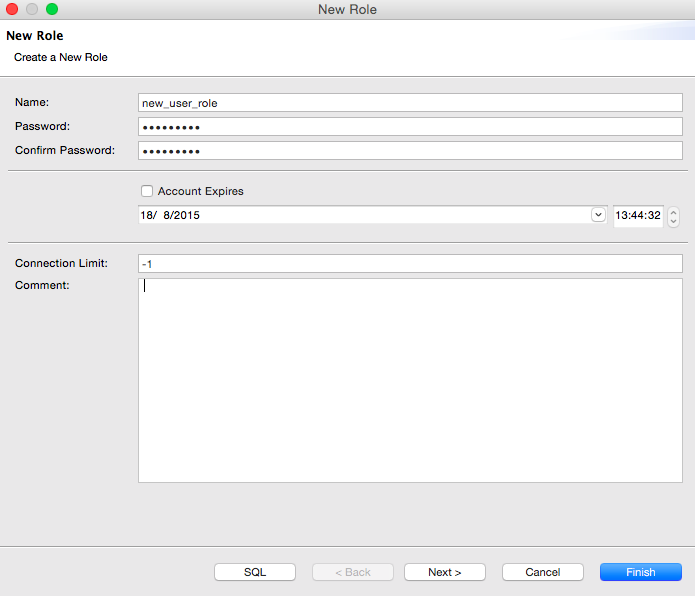 New Role
New Role
Create a New Role
Name: new_user_role
Password: •••••••••
Confirm Password: •••••••••
Account Expires
18/ 8/2015 13:44:32
Connection Limit: -1
Comment:
SQL < Back Next > Cancel Finish